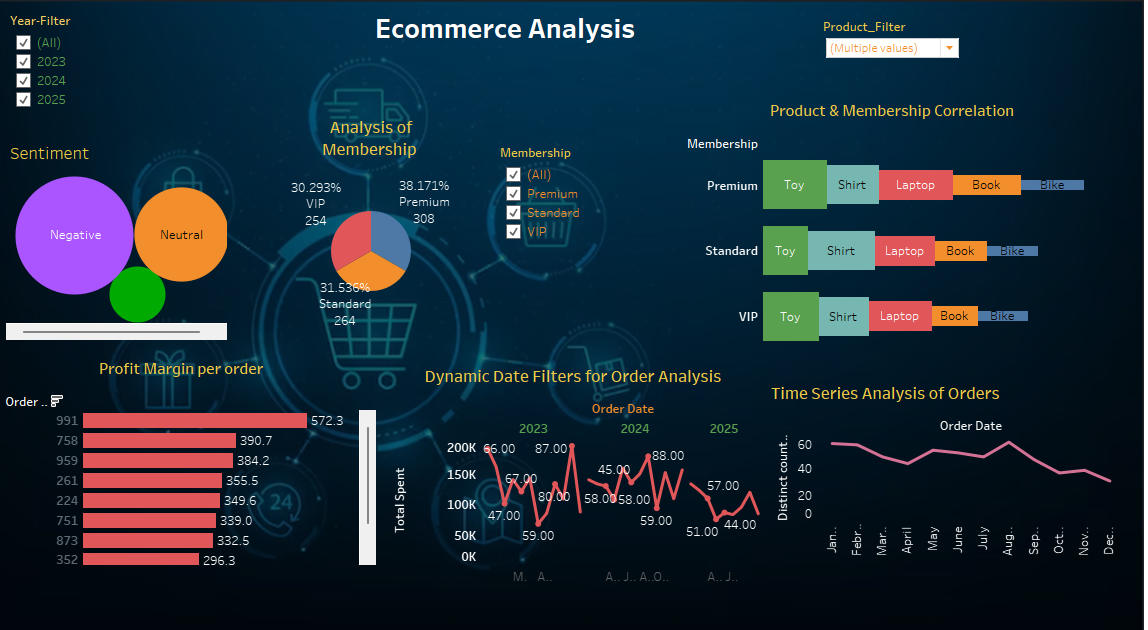 Ecommerce Analysis
Year-Filter
(All)
2023
2024
2025
Product_Filter
(Multiple values)
Sentiment
Negative
Neutral
Analysis of
Membership
30.293%
VIP
254
38.171%
Premium
308
31.536%
Standard
264
Membership
(All)
Premium
Standard
VIP
Product & Membership Correlation
Membership
Premium Toy Shirt Laptop Book Bike
Standard Toy Shirt Laptop Book Bike
VIP Toy Shirt Laptop Book Bike
Profit Margin per order
Order ..
991 572.3
758 390.7
959 384.2
261 355.5
224 349.6
751 339.0
873 332.5
352 296.3
Dynamic Date Filters for Order Analysis
Order Date
2023 2024 2025
Total Spent
200K
150K
100K
50K
0K
66.00 87.00 88.00
67.00 45.00 57.00
80.00 58.00 58.00
47.00 59.00 59.00 51.00 44.00
M. A.. A.. J.. A..O.. A.. J..
Time Series Analysis of Orders
Order Date
Distinct count..
60
40
20
0
Jan.. Febr.. Mar.. April May June July Aug.. Sep.. Oct.. Nov.. Dec..
24